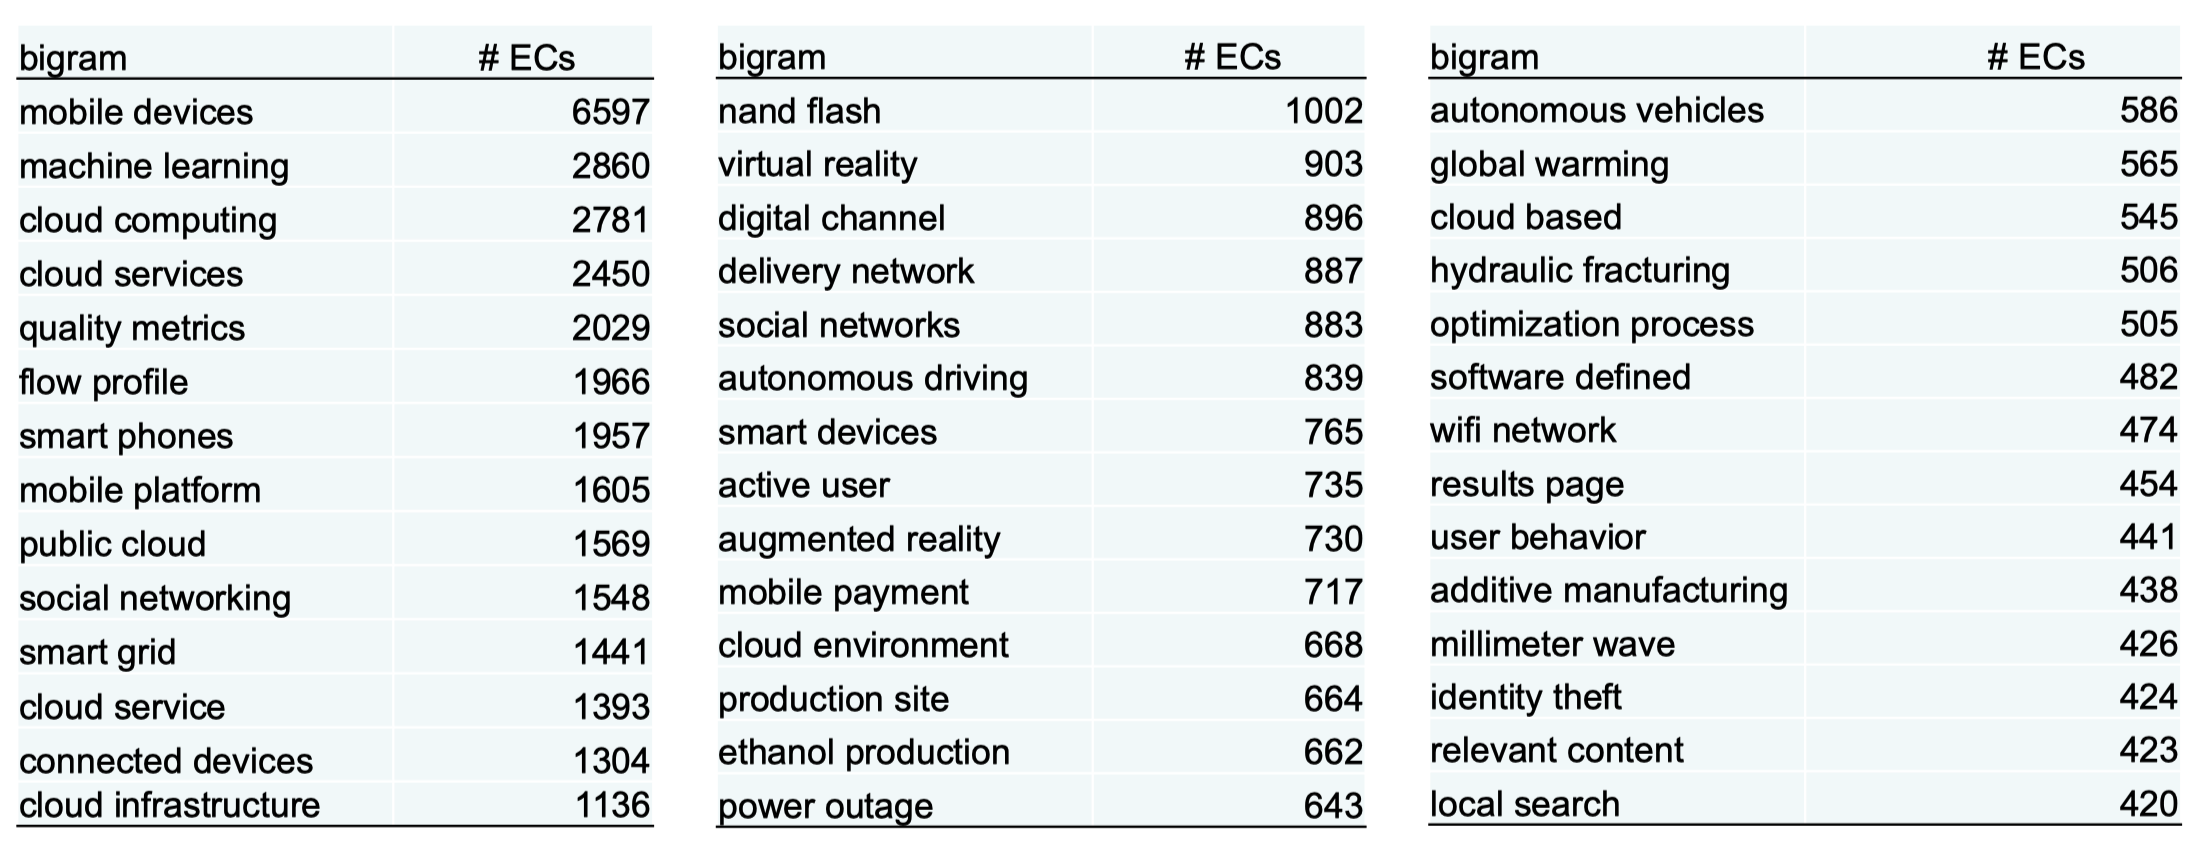 bigram # ECs
mobile devices 6597
machine learning 2860
cloud computing 2781
cloud services 2450
quality metrics 2029
flow profile 1966
smart phones 1957
mobile platform 1605
public cloud 1569
social networking 1548
smart grid 1441
cloud service 1393
connected devices 1304
cloud infrastructure 1136
bigram # ECs
nand flash 1002
virtual reality 903
digital channel 896
delivery network 887
social networks 883
autonomous driving 839
smart devices 765
active user 735
augmented reality 730
mobile payment 717
cloud environment 668
production site 664
ethanol production 662
power outage 643
bigram # ECs
autonomous vehicles 586
global warming 565
cloud based 545
hydraulic fracturing 506
optimization process 505
software defined 482
wifi network 474
results page 454
user behavior 441
additive manufacturing 438
millimeter wave 426
identity theft 424
relevant content 423
local search 420